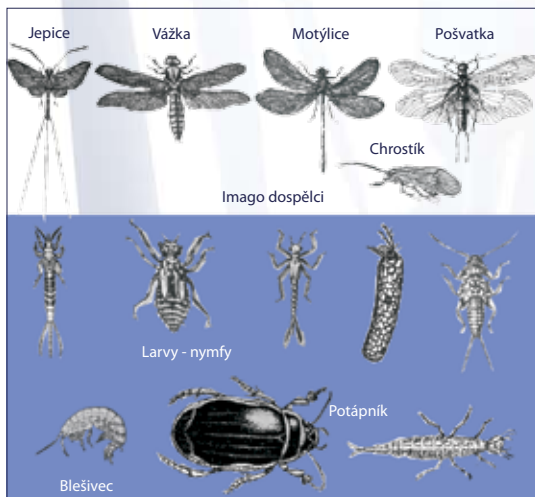 Jepice
Vážka
Motýlice
Pošvatka
Chrostík
Imago dospělci
Larvy - nymfy
Potápník
Blešivec